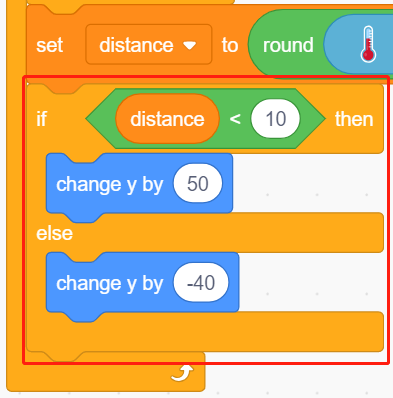 set distance to round
if distance < 10 then
change y by 50
else
change y by -40